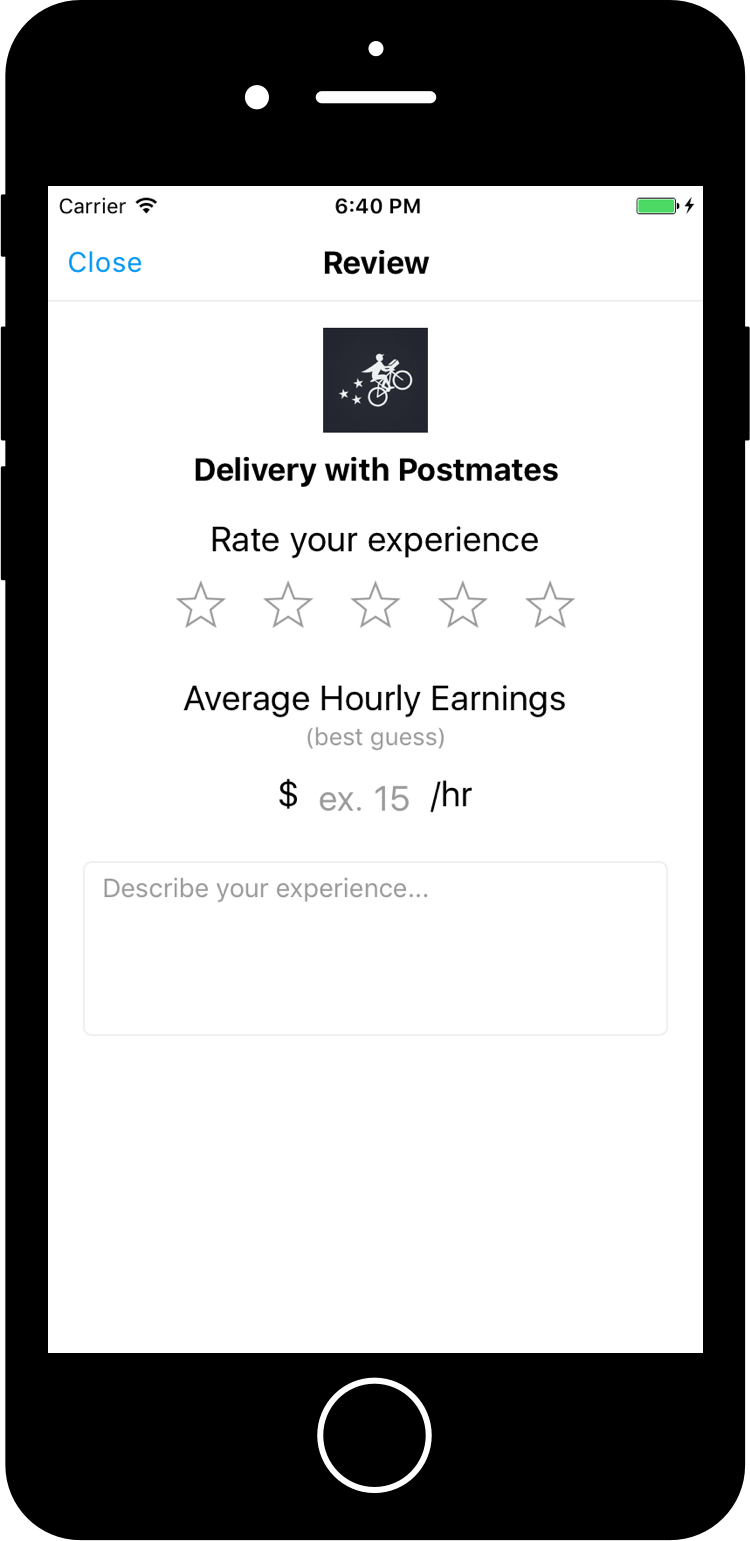 Carrier 6:40 PM
Close Review
Delivery with Postmates
Rate your experience
Average Hourly Earnings
(best guess)
$ ex. 15 /hr
Describe your experience...